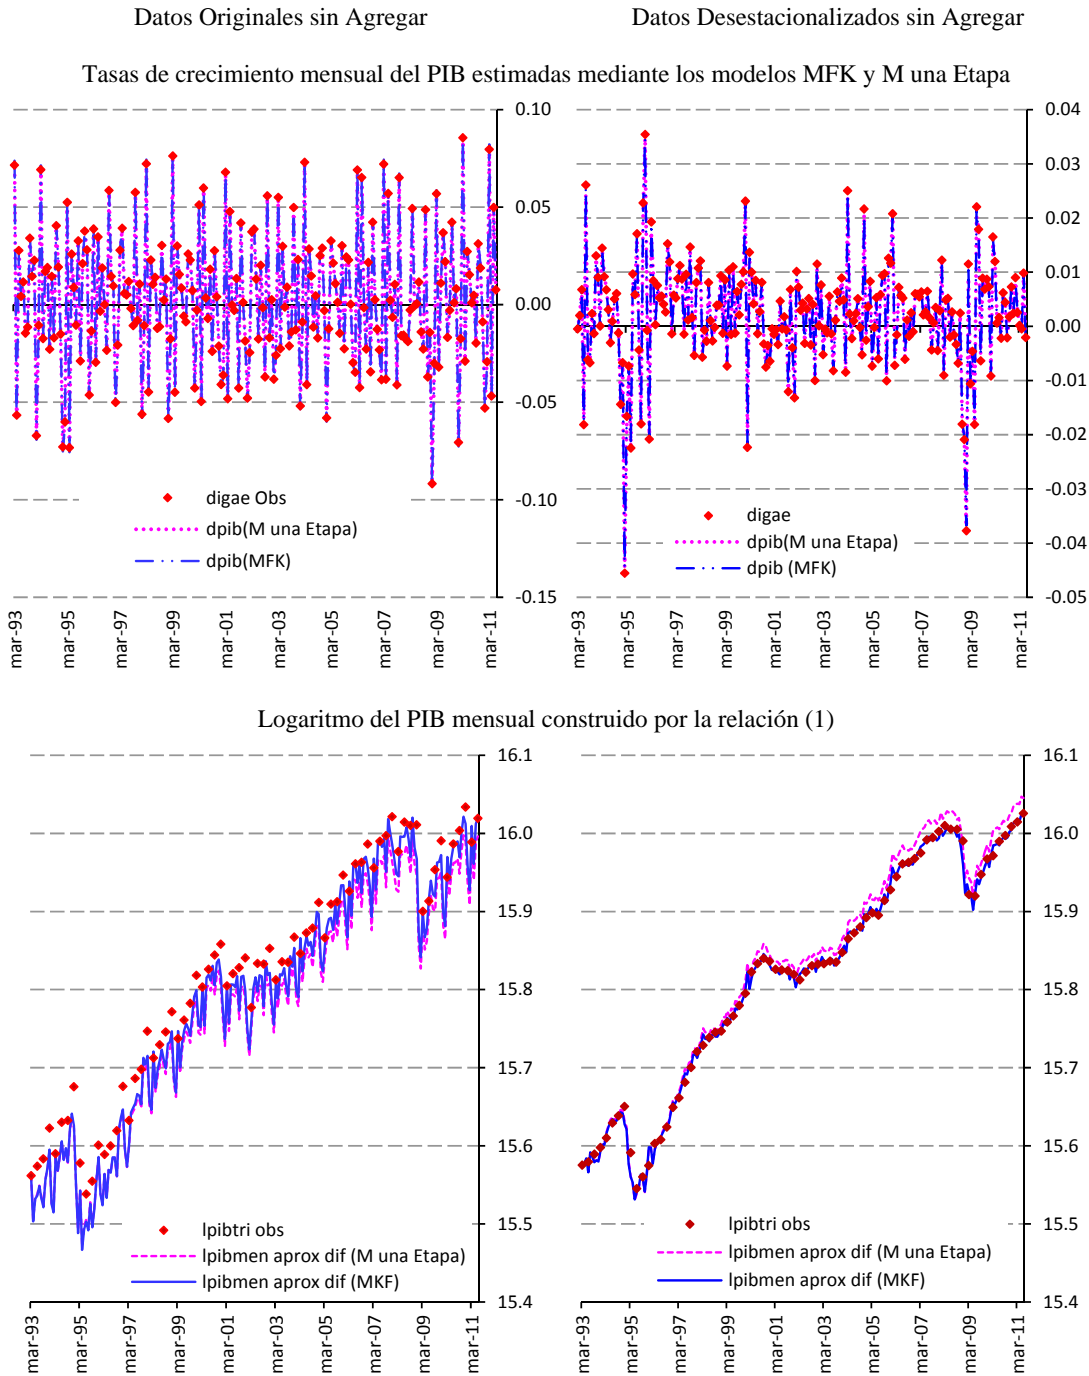 Datos Originales sin Agregar
Datos Desestacionalizados sin Agregar
Tasas de crecimiento mensual del PIB estimadas mediante los modelos MFK y M una Etapa
0.10
0.05
0.00
-0.05
-0.10
-0.15
digae Obs
dpib(M una Etapa)
dpib(MFK)
mar-93
mar-95
mar-97
mar-99
mar-01
mar-03
mar-05
mar-07
mar-09
mar-11
0.04
0.03
0.02
0.01
0.00
-0.01
-0.02
-0.03
-0.04
-0.05
digae
dpib(M una Etapa)
dpib (MFK)
mar-93
mar-95
mar-97
mar-99
mar-01
mar-03
mar-05
mar-07
mar-09
mar-11
Logaritmo del PIB mensual construido por la relación (1)
16.1
16.0
15.9
15.8
15.7
15.6
15.5
15.4
lpibtri obs
lpibmen aprox dif (M una Etapa)
lpibmen aprox dif (MKF)
mar-93
mar-95
mar-97
mar-99
mar-01
mar-03
mar-05
mar-07
mar-09
mar-11
16.1
16.0
15.9
15.8
15.7
15.6
15.5
15.4
lpibtri obs
lpibmen aprox dif (M una Etapa)
lpibmen aprox dif (MKF)
mar-93
mar-95
mar-97
mar-99
mar-01
mar-03
mar-05
mar-07
mar-09
mar-11